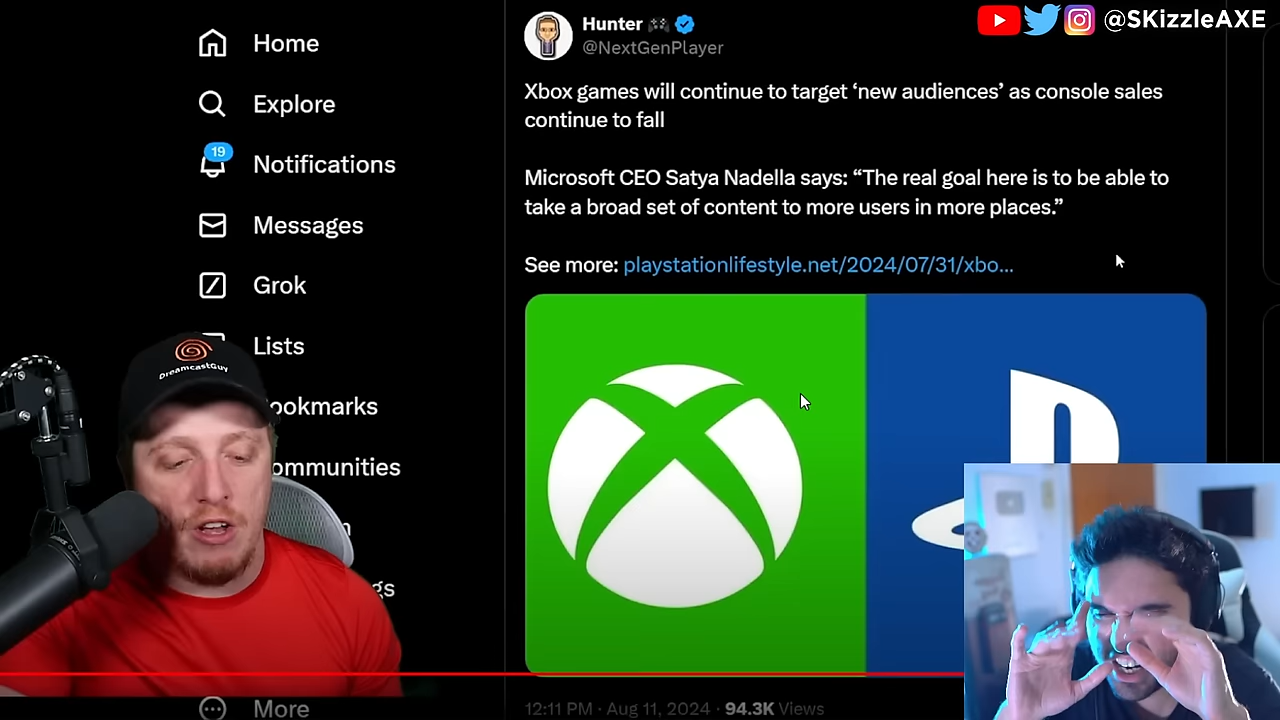 @SKizzleAXE
Hunter
@NextGenPlayer
Home
Explore
19
Notifications
Messages
Grok
Lists
ookmarks
ommunities
gs
More
Xbox games will continue to target ‘new audiences’ as console sales
continue to fall
Microsoft CEO Satya Nadella says: “The real goal here is to be able to
take a broad set of content to more users in more places.”
See more: playstationlifestyle.net/2024/07/31/xbo...
DreamcastGuy
12:11 PM · Aug 11, 2024 · 94.3K Views